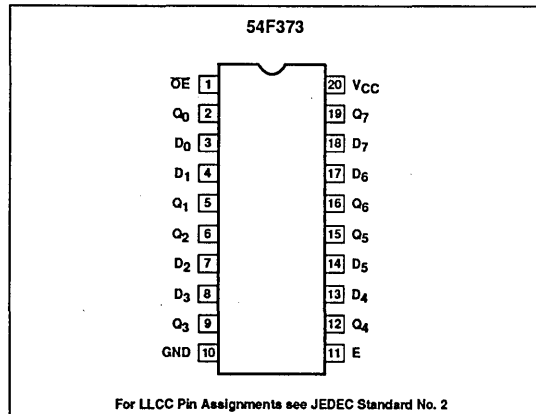 54F373
OE 1 20 VCC
Q0 2 19 Q7
D0 3 18 D7
D1 4 17 D6
Q1 5 16 Q6
Q2 6 15 Q5
D2 7 14 D5
D3 8 13 D4
Q3 9 12 Q4
GND 10 11 E
For LLCC Pin Assignments see JEDEC Standard No. 2